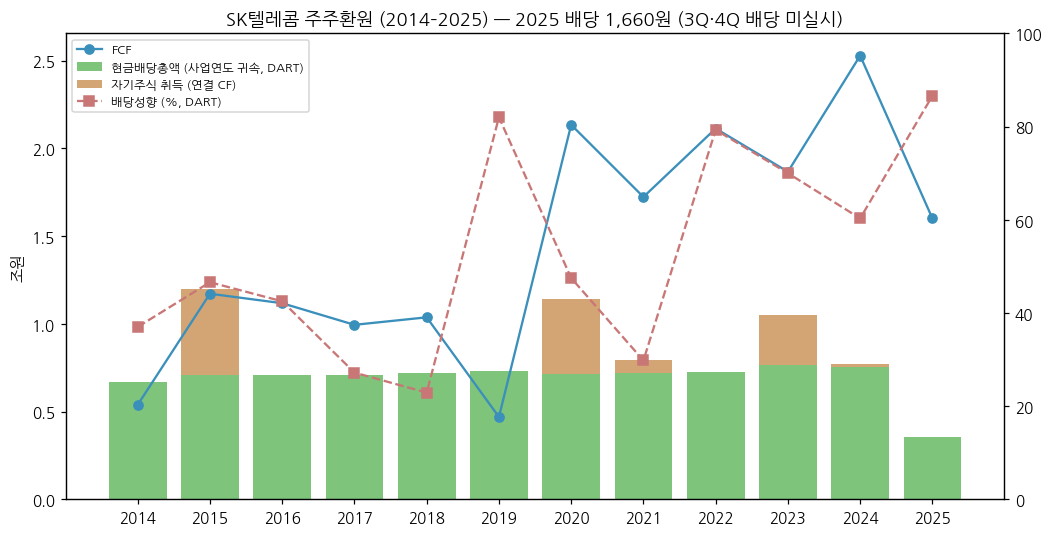 SK텔레콤 주주환원 (2014-2025) — 2025 배당 1,660원 (3Q·4Q 배당 미실시)
FCF
현금배당총액 (사업연도 귀속, DART)
자기주식 취득 (연결 CF)
배당성향 (%, DART)
조원
2.5
2.0
1.5
1.0
0.5
0.0
100
80
60
40
20
0
2014 2015 2016 2017 2018 2019 2020 2021 2022 2023 2024 2025